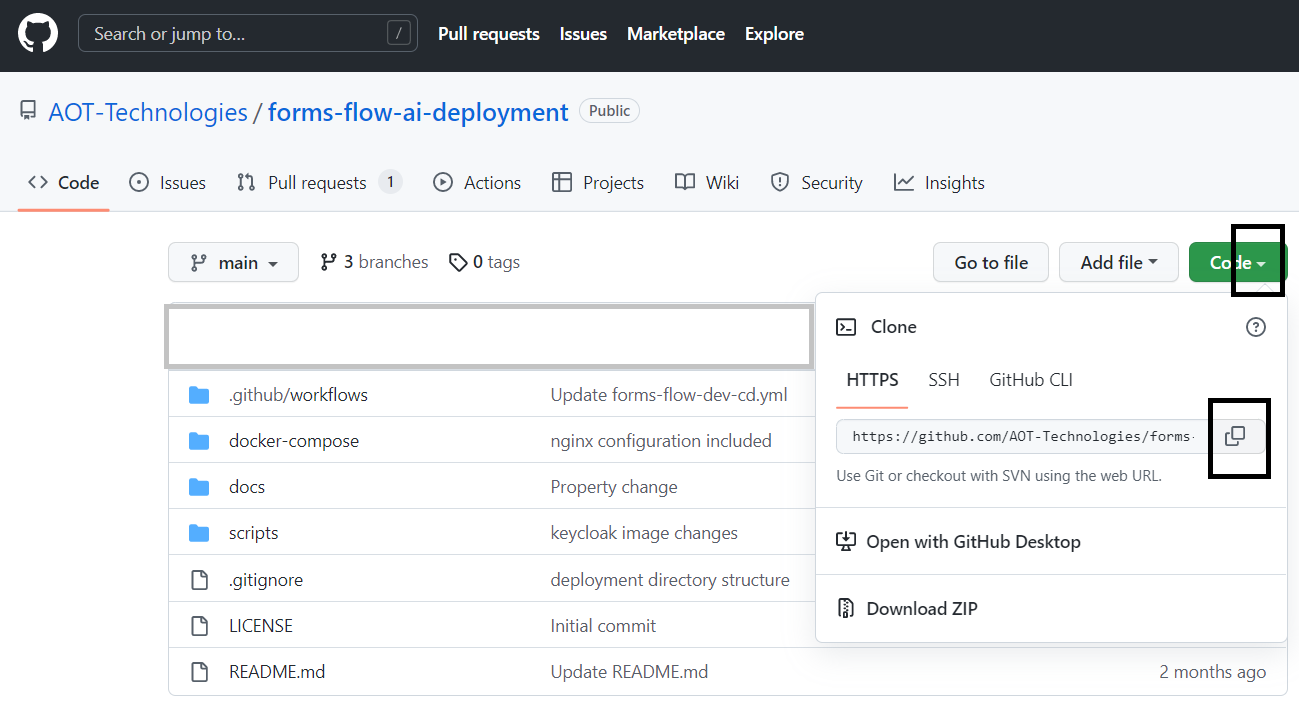 Search or jump to... / Pull requests Issues Marketplace Explore
AOT-Technologies / forms-flow-ai-deployment Public
Code Issues Pull requests 1 Actions Projects Wiki Security Insights
main 3 branches 0 tags Go to file Add file Code
Clone
HTTPS SSH GitHub CLI
https://github.com/AOT-Technologies/forms-
Use Git or checkout with SVN using the web URL.
Open with GitHub Desktop
Download ZIP
.github/workflows Update forms-flow-dev-cd.yml
docker-compose nginx configuration included
docs Property change
scripts keycloak image changes
.gitignore deployment directory structure
LICENSE Initial commit
README.md Update README.md 2 months ago